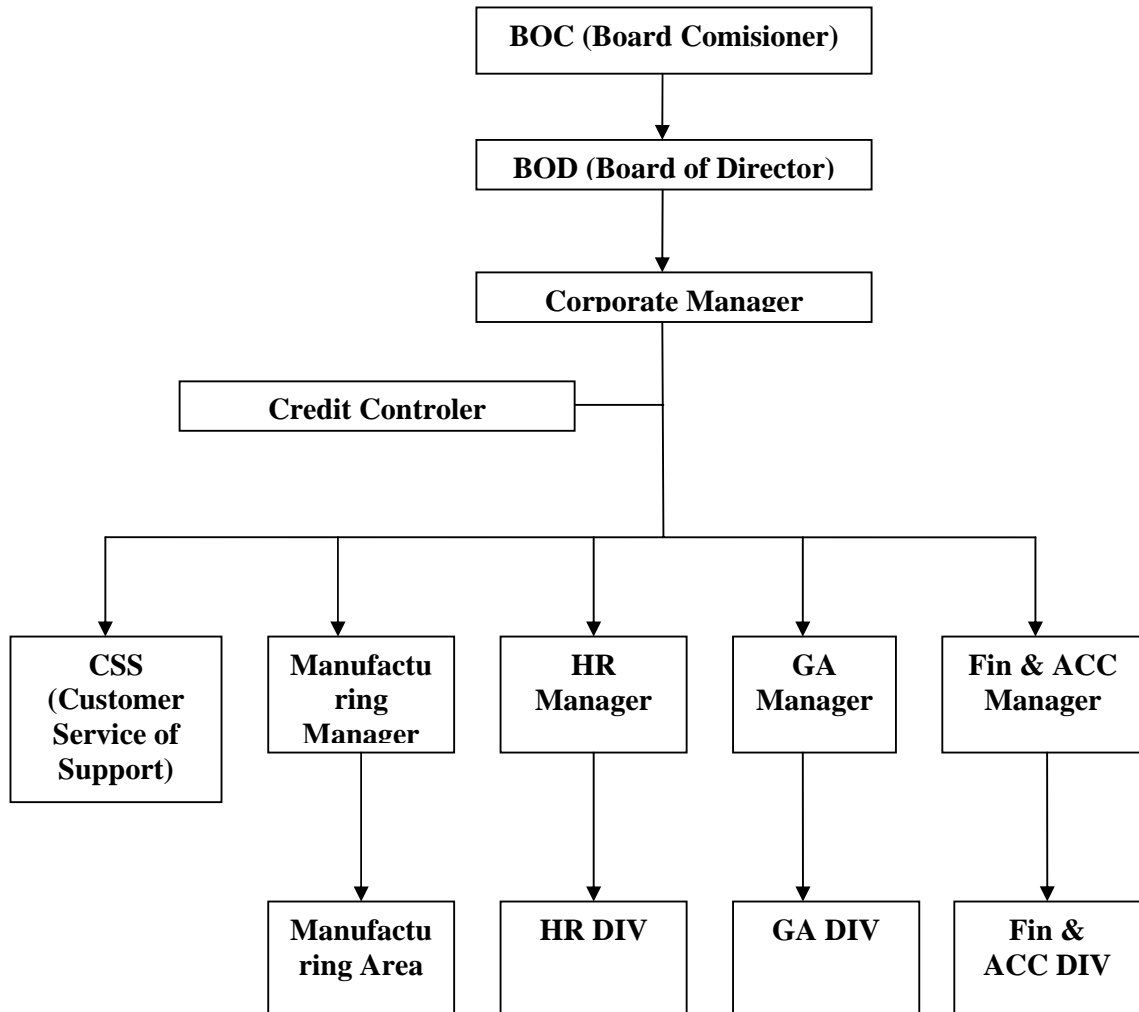 BOC (Board Comisioner)
BOD (Board of Director)
Corporate Manager
Credit Controler
CSS
(Customer
Service of
Support)
Manufactu
ring
Manager
HR
Manager
GA
Manager
Fin & ACC
Manager
Manufactu
ring Area
HR DIV
GA DIV
Fin &
ACC DIV